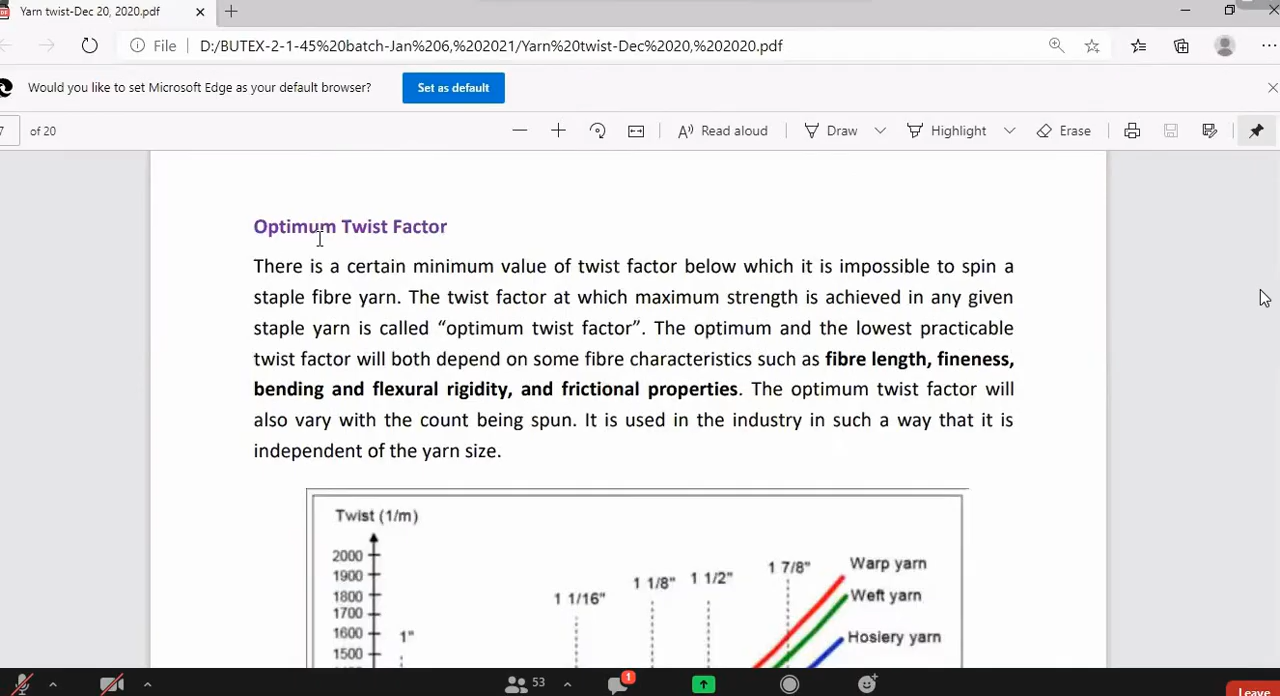 Yarn twist-Dec 20, 2020.pdf
File D:/BUTEX-2-1-45%20batch-Jan%206,%202021/Yarn%20twist-Dec%2020,%202020.pdf
Would you like to set Microsoft Edge as your default browser? Set as default
7 of 20 Read aloud Draw Highlight Erase
Optimum Twist Factor
There is a certain minimum value of twist factor below which it is impossible to spin a
staple fibre yarn. The twist factor at which maximum strength is achieved in any given
staple yarn is called “optimum twist factor”. The optimum and the lowest practicable
twist factor will both depend on some fibre characteristics such as fibre length, fineness,
bending and flexural rigidity, and frictional properties. The optimum twist factor will
also vary with the count being spun. It is used in the industry in such a way that it is
independent of the yarn size.
Twist (1/m)
2000
1900
1800
1700
1600
1500
1"
1 1/16"
1 1/8"
1 1/2"
1 7/8"
Warp yarn
Weft yarn
Hosiery yarn
53
1
Leave